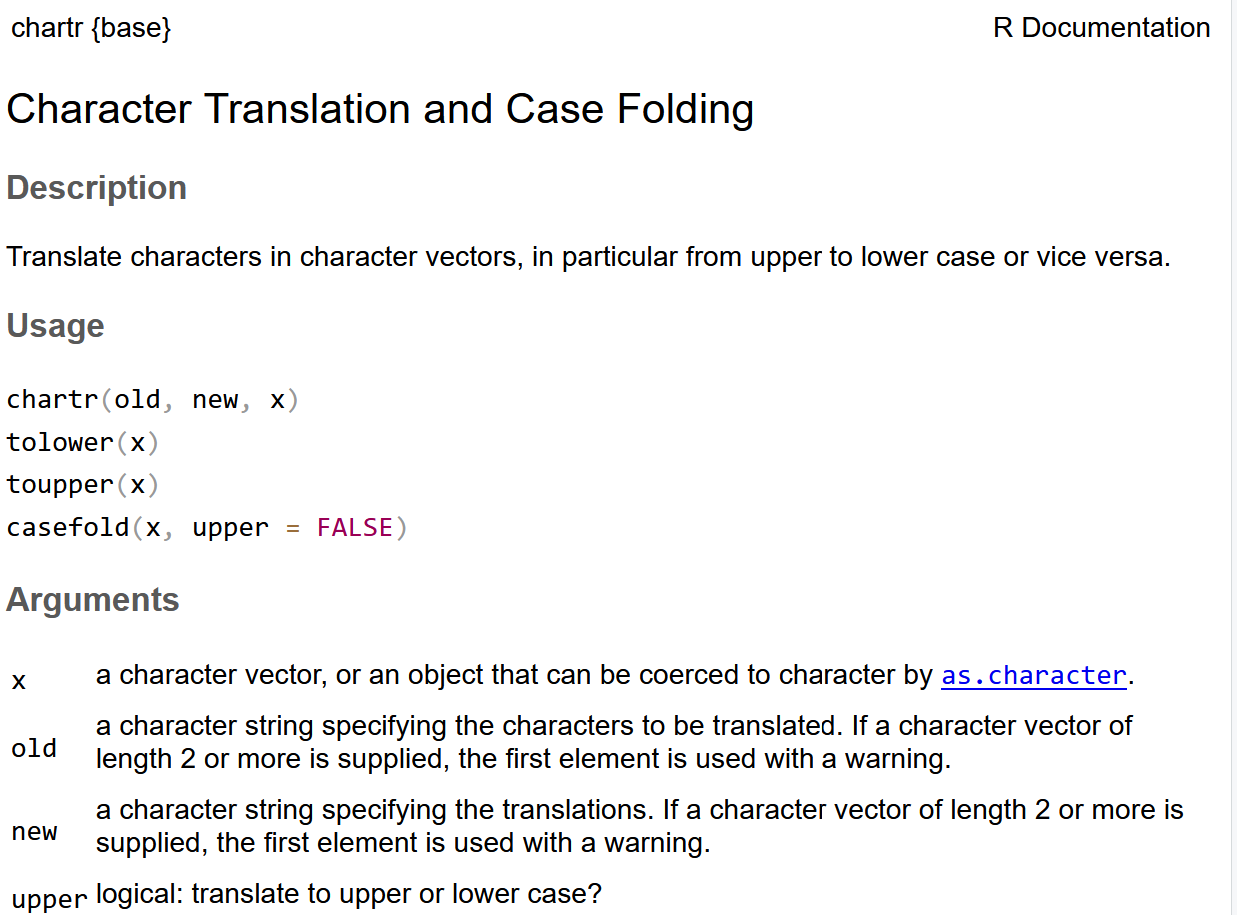 chartr {base} R Documentation
Character Translation and Case Folding
Description
Translate characters in character vectors, in particular from upper to lower case or vice versa.
Usage
chartr(old, new, x)
tolower(x)
toupper(x)
casefold(x, upper = FALSE)
Arguments
x a character vector, or an object that can be coerced to character by as.character.
old a character string specifying the characters to be translated. If a character vector of
length 2 or more is supplied, the first element is used with a warning.
new a character string specifying the translations. If a character vector of length 2 or more is
supplied, the first element is used with a warning.
upper logical: translate to upper or lower case?